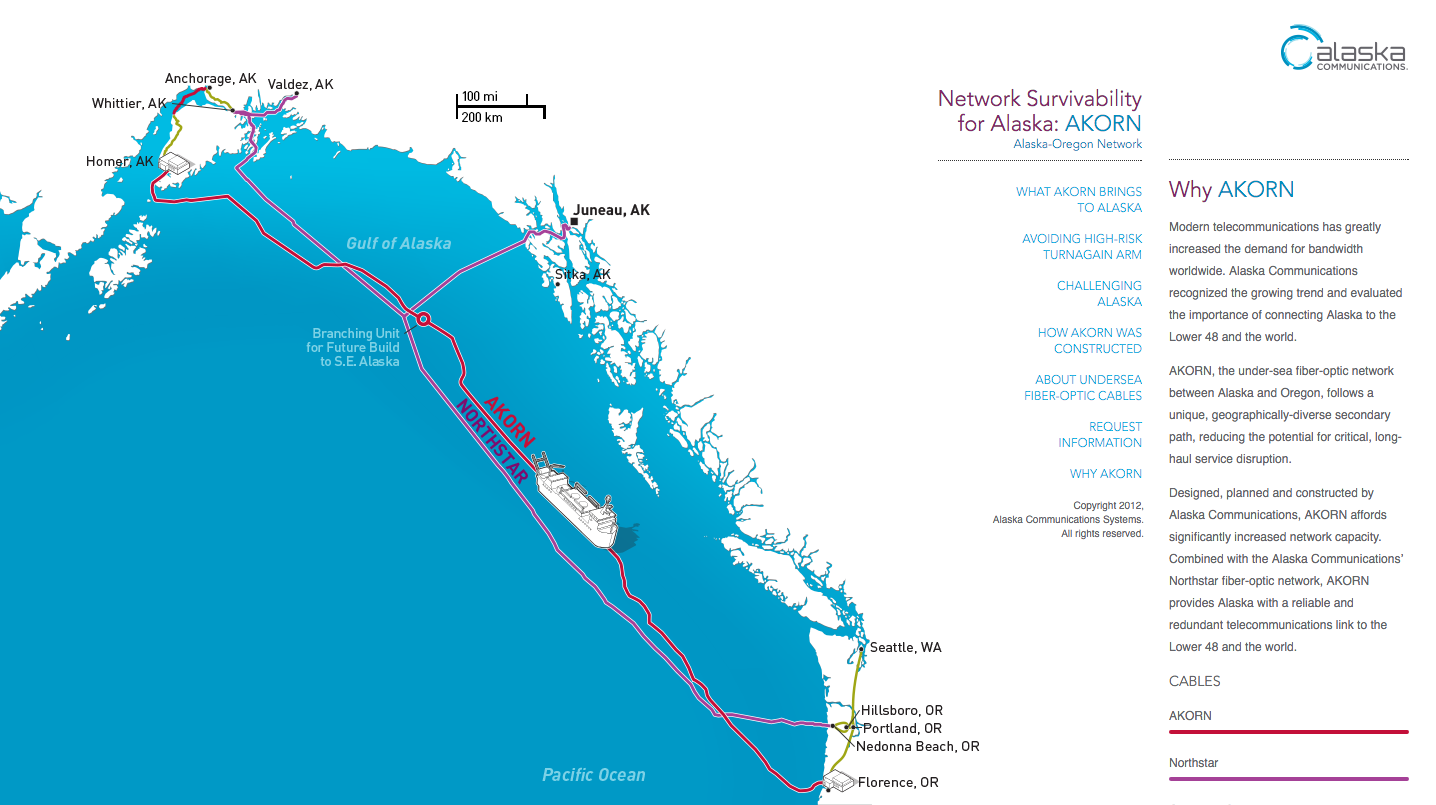 alaska
COMMUNICATIONS.
Anchorage, AK
Valdez, AK
Whittier, AK
Homer, AK
100 mi
200 km
Juneau, AK
Gulf of Alaska
Sitka, AK
Branching Unit
for Future Build
to S.E. Alaska
AKORN
NORTHSTAR
Seattle, WA
Hillsboro, OR
Portland, OR
Nedonna Beach, OR
Pacific Ocean
Florence, OR
Network Survivability
for Alaska: AKORN
Alaska-Oregon Network
WHAT AKORN BRINGS
TO ALASKA
AVOIDING HIGH-RISK
TURNAGAIN ARM
CHALLENGING
ALASKA
HOW AKORN WAS
CONSTRUCTED
ABOUT UNDERSEA
FIBER-OPTIC CABLES
REQUEST
INFORMATION
WHY AKORN
Copyright 2012,
Alaska Communications Systems.
All rights reserved.
Why AKORN
Modern telecommunications has greatly
increased the demand for bandwidth
worldwide. Alaska Communications
recognized the growing trend and evaluated
the importance of connecting Alaska to the
Lower 48 and the world.
AKORN, the under-sea fiber-optic network
between Alaska and Oregon, follows a
unique, geographically-diverse secondary
path, reducing the potential for critical, long-
haul service disruption.
Designed, planned and constructed by
Alaska Communications, AKORN affords
significantly increased network capacity.
Combined with the Alaska Communications'
Northstar fiber-optic network, AKORN
provides Alaska with a reliable and
redundant telecommunications link to the
Lower 48 and the world.
CABLES
AKORN
Northstar